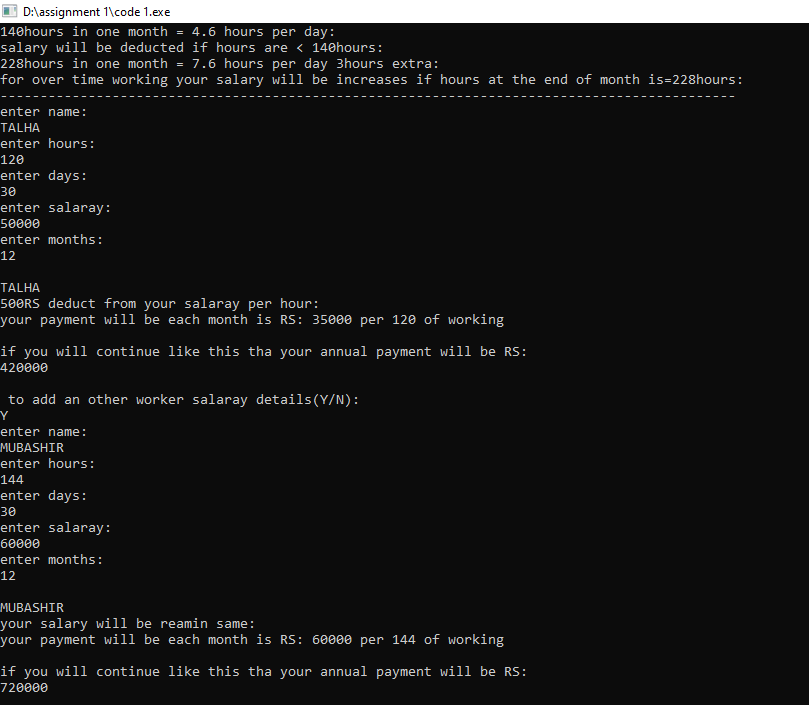 D:\assignment 1\code 1.exe
140hours in one month = 4.6 hours per day:
salary will be deducted if hours are < 140hours:
228hours in one month = 7.6 hours per day 3hours extra:
for over time working your salary will be increases if hours at the end of month is=228hours:
--------------------------------------------------------------------------------------------
enter name:
TALHA
enter hours:
120
enter days:
30
enter salaray:
50000
enter months:
12
TALHA
500RS deduct from your salaray per hour:
your payment will be each month is RS: 35000 per 120 of working
if you will continue like this tha your annual payment will be RS:
420000
to add an other worker salaray details(Y/N):
Y
enter name:
MUBASHIR
enter hours:
144
enter days:
30
enter salaray:
60000
enter months:
12
MUBASHIR
your salary will be reamin same:
your payment will be each month is RS: 60000 per 144 of working
if you will continue like this tha your annual payment will be RS:
720000